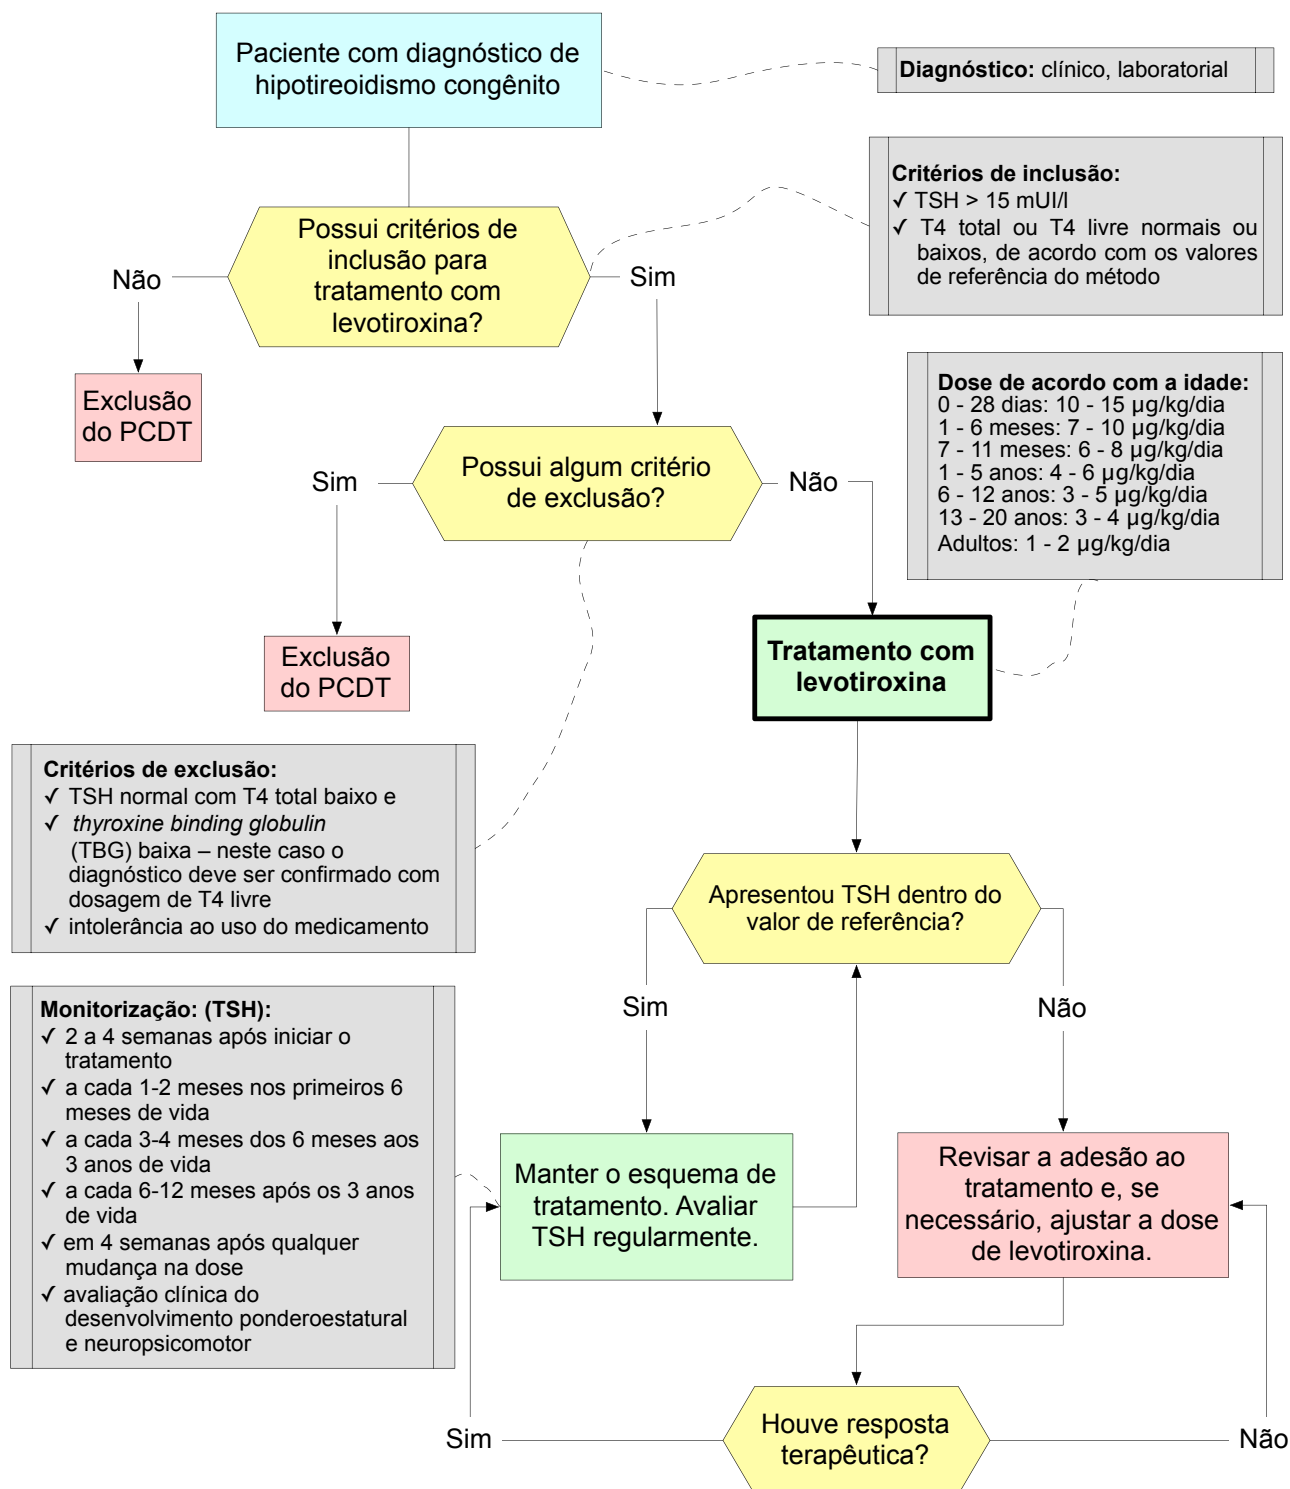 Paciente com diagnóstico de
hipotireoidismo congênito
Diagnóstico: clínico, laboratorial
Critérios de inclusão:
✓ TSH > 15 mUI/l
✓ T4 total ou T4 livre normais ou
baixos, de acordo com os valores
de referência do método
Possui critérios de
inclusão para
tratamento com
levotiroxina?
Não
Sim
Exclusão
do PCDT
Dose de acordo com a idade:
0 - 28 dias: 10 - 15 µg/kg/dia
1 - 6 meses: 7 - 10 µg/kg/dia
7 - 11 meses: 6 - 8 µg/kg/dia
1 - 5 anos: 4 - 6 µg/kg/dia
6 - 12 anos: 3 - 5 µg/kg/dia
13 - 20 anos: 3 - 4 µg/kg/dia
Adultos: 1 - 2 µg/kg/dia
Possui algum critério
de exclusão?
Sim
Não
Exclusão
do PCDT
Tratamento com
levotiroxina
Critérios de exclusão:
✓ TSH normal com T4 total baixo e
✓ thyroxine binding globulin
(TBG) baixa – neste caso o
diagnóstico deve ser confirmado com
dosagem de T4 livre
✓ intolerância ao uso do medicamento
Apresentou TSH dentro do
valor de referência?
Sim
Não
Monitorização: (TSH):
✓ 2 a 4 semanas após iniciar o
tratamento
✓ a cada 1-2 meses nos primeiros 6
meses de vida
✓ a cada 3-4 meses dos 6 meses aos
3 anos de vida
✓ a cada 6-12 meses após os 3 anos
de vida
✓ em 4 semanas após qualquer
mudança na dose
✓ avaliação clínica do
desenvolvimento ponderoestatural
e neuropsicomotor
Manter o esquema de
tratamento. Avaliar
TSH regularmente.
Revisar a adesão ao
tratamento e, se
necessário, ajustar a dose
de levotiroxina.
Houve resposta
terapêutica?
Sim
Não